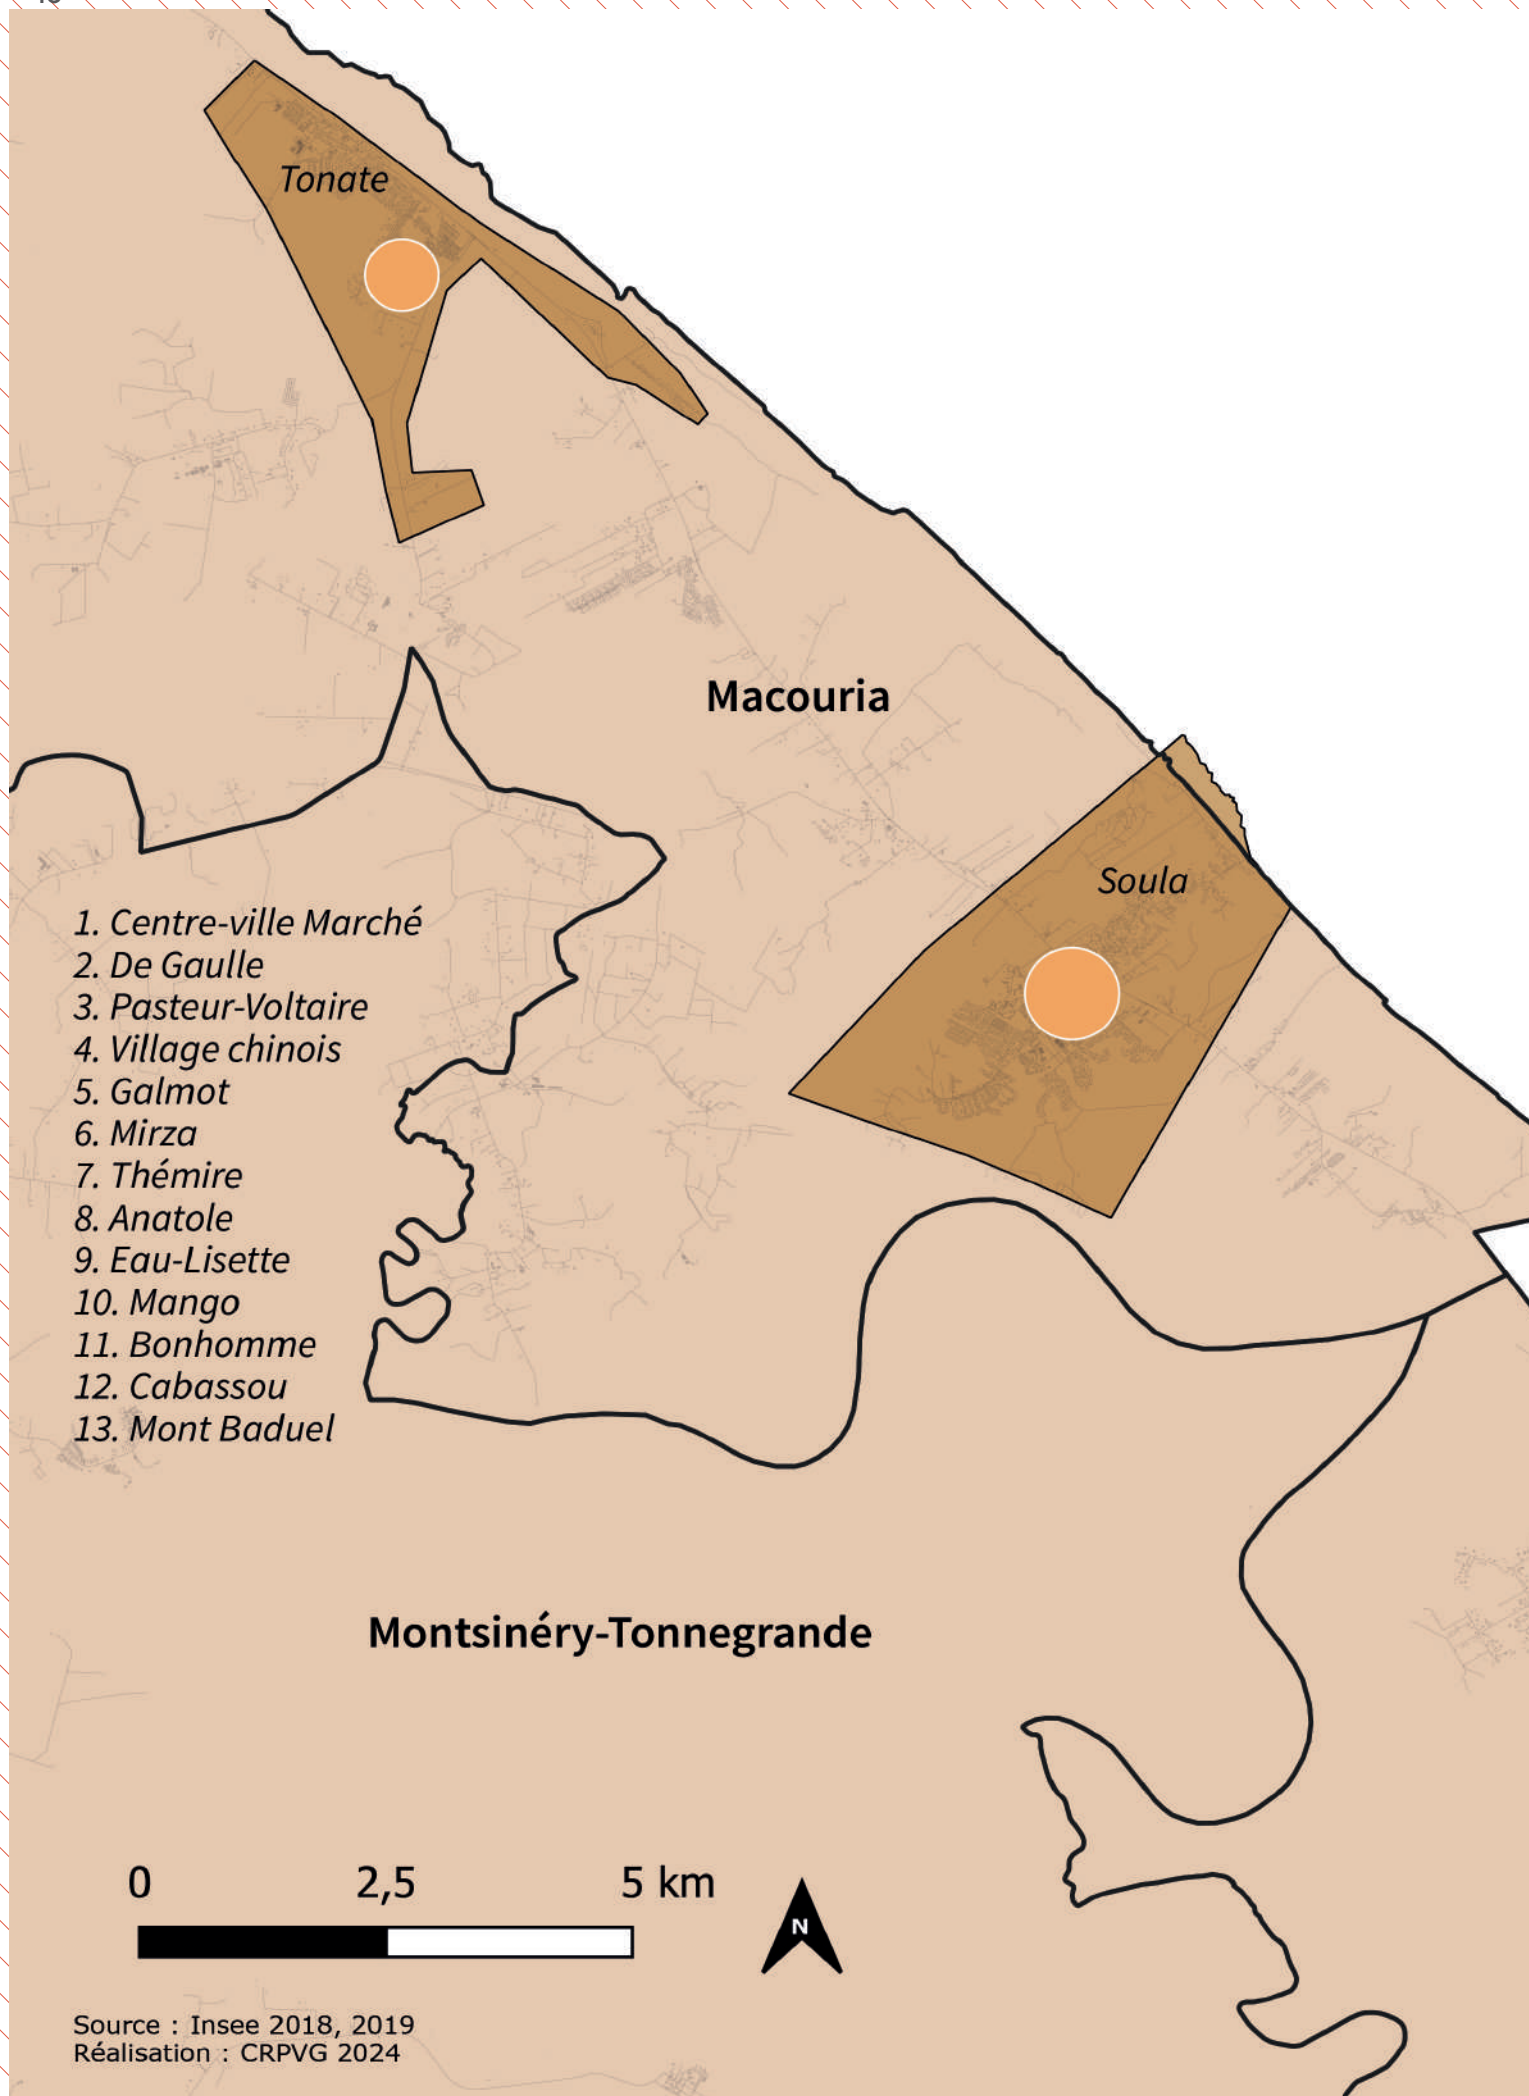 Tonate
Macouria
Soula
1. Centre-ville Marché
2. De Gaulle
3. Pasteur-Voltaire
4. Village chinois
5. Galmot
6. Mirza
7. Thémire
8. Anatole
9. Eau-Lisette
10. Mango
11. Bonhomme
12. Cabassou
13. Mont Baduel
Montsinéry-Tonnegrande
0 2,5 5 km
N
Source : Insee 2018, 2019
Réalisation : CRPVG 2024